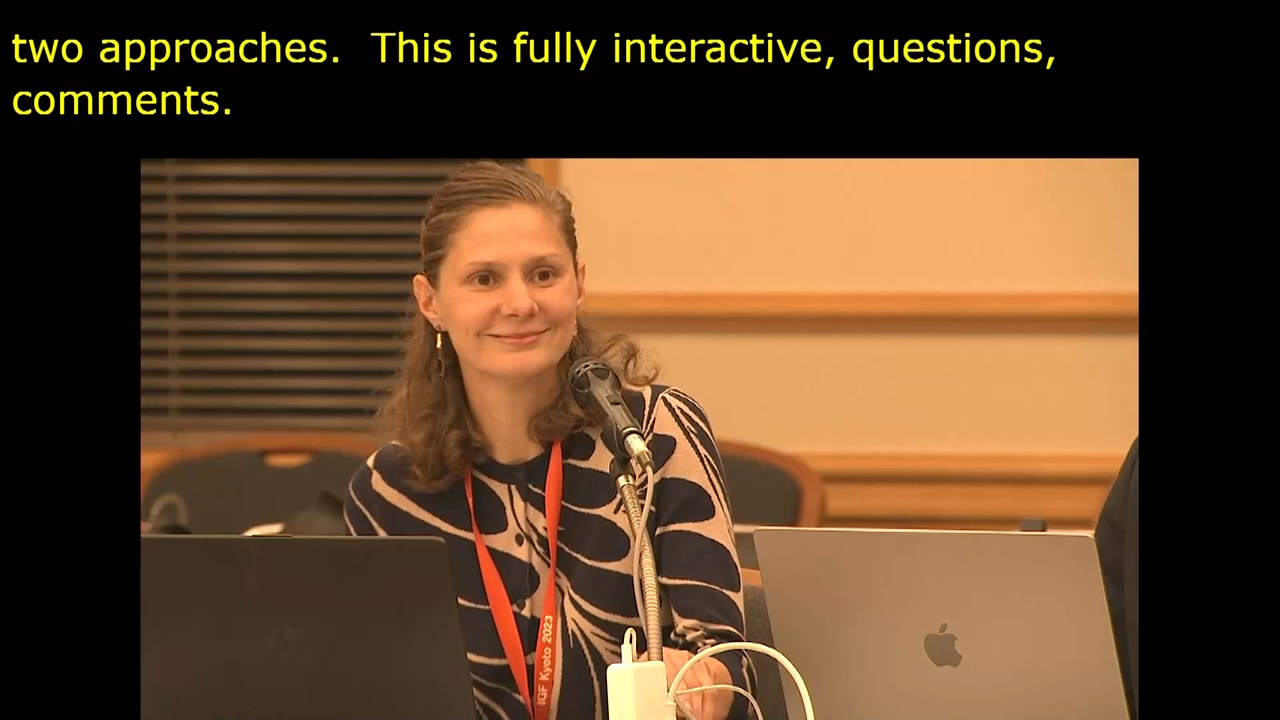 two approaches.  This is fully interactive, questions,
comments.
IGF Kyoto 2023